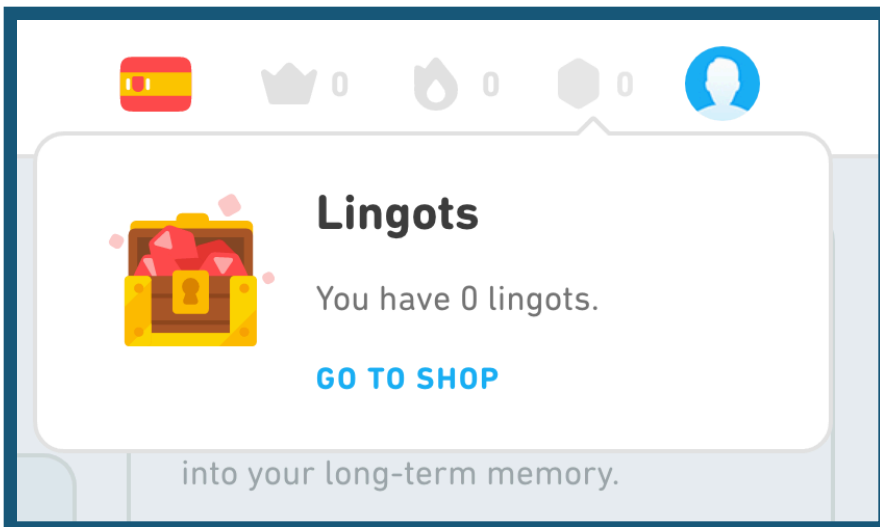 0 0 0
Lingots
You have 0 lingots.
GO TO SHOP
into your long-term memory.